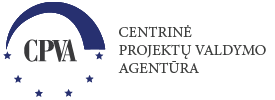 CPVA
CENTRINĖ
PROJEKTŲ VALDYMO
AGENTŪRA